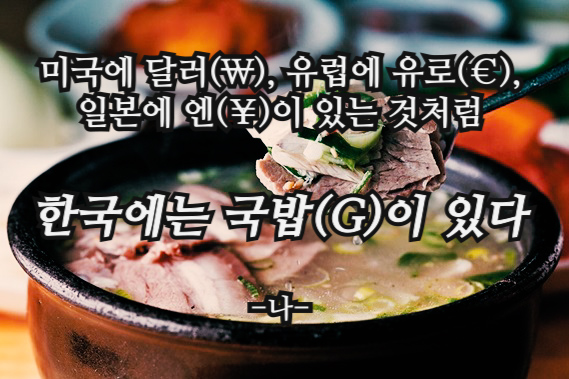 미국에 달러(₩), 유럽에 유로(€),
일본에 엔(¥)이 있는 것처럼
한국에는 국밥(G)이 있다
-나-